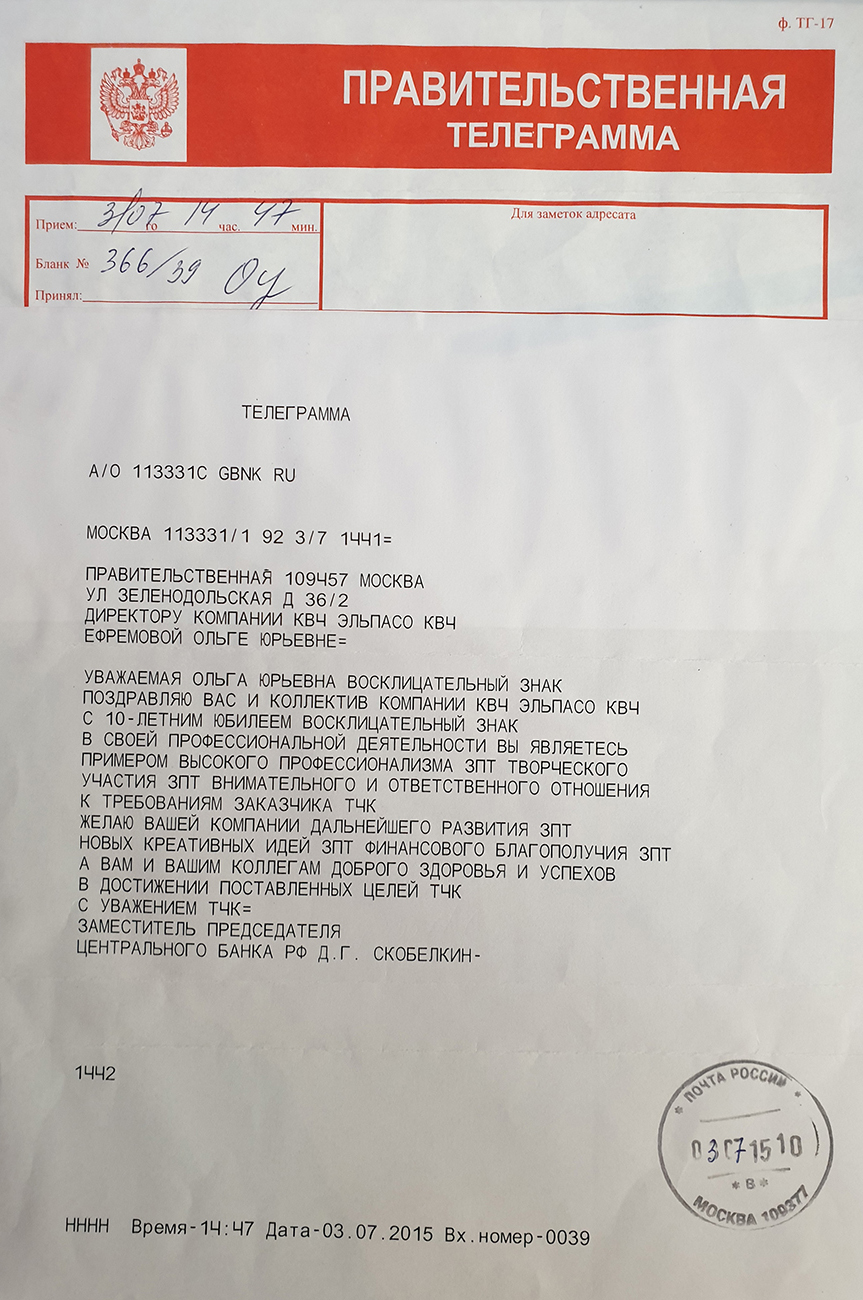 ф. ТГ-17
ПРАВИТЕЛЬСТВЕННАЯ
ТЕЛЕГРАММА
Прием: 3/07 го 14 час. 47 мин.
Бланк № 366/39
Принял:
Для заметок адресата
ТЕЛЕГРАММА
А/О 113331С GBNK RU
МОСКВА 113331/1 92 3/7 1441=
ПРАВИТЕЛЬСТВЕННАЯ 109457 МОСКВА
УЛ ЗЕЛЕНОДОЛЬСКАЯ Д 36/2
ДИРЕКТОРУ КОМПАНИИ КВЧ ЭЛЬПАСО КВЧ
ЕФРЕМОВОЙ ОЛЬГЕ ЮРЬЕВНЕ=
УВАЖАЕМАЯ ОЛЬГА ЮРЬЕВНА ВОСКЛИЦАТЕЛЬНЫЙ ЗНАК
ПОЗДРАВЛЯЮ ВАС И КОЛЛЕКТИВ КОМПАНИИ КВЧ ЭЛЬПАСО КВЧ
С 10-ЛЕТНИМ ЮБИЛЕЕМ ВОСКЛИЦАТЕЛЬНЫЙ ЗНАК
В СВОЕЙ ПРОФЕССИОНАЛЬНОЙ ДЕЯТЕЛЬНОСТИ ВЫ ЯВЛЯЕТЕСЬ
ПРИМЕРОМ ВЫСОКОГО ПРОФЕССИОНАЛИЗМА ЗПТ ТВОРЧЕСКОГО
УЧАСТИЯ ЗПТ ВНИМАТЕЛЬНОГО И ОТВЕТСТВЕННОГО ОТНОШЕНИЯ
К ТРЕБОВАНИЯМ ЗАКАЗЧИКА ТЧК
ЖЕЛАЮ ВАШЕЙ КОМПАНИИ ДАЛЬНЕЙШЕГО РАЗВИТИЯ ЗПТ
НОВЫХ КРЕАТИВНЫХ ИДЕЙ ЗПТ ФИНАНСОВОГО БЛАГОПОЛУЧИЯ ЗПТ
А ВАМ И ВАШИМ КОЛЛЕГАМ ДОБРОГО ЗДОРОВЬЯ И УСПЕХОВ
В ДОСТИЖЕНИИ ПОСТАВЛЕННЫХ ЦЕЛЕЙ ТЧК
С УВАЖЕНИЕМ ТЧК=
ЗАМЕСТИТЕЛЬ ПРЕДСЕДАТЕЛЯ
ЦЕНТРАЛЬНОГО БАНКА РФ Д.Г. СКОБЕЛКИН-
1442
* ПОЧТА РОССИИ *
03071510
* В *
МОСКВА 109377
НННН Время-14:47 Дата-03.07.2015 Вх.номер-0039